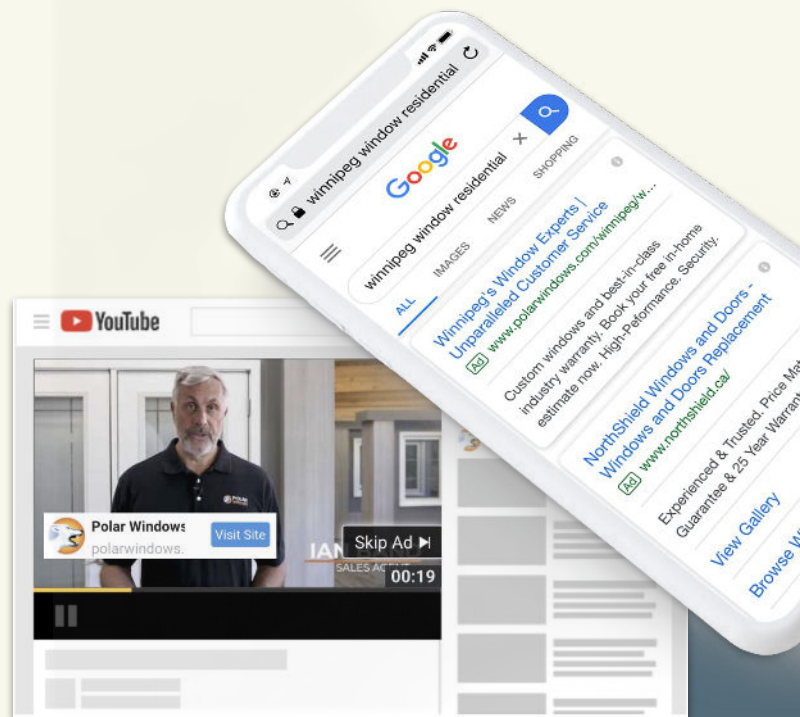 winnipeg window residential
Google
winnipeg window residential
ALL
IMAGES
NEWS
SHOPPING
Winnipeg's Window Experts |
Unparalleled Customer Service
Ad www.polarwindows.com/winnipeg/w...
Custom windows and best-in-class
industry warranty. Book your free in-home
estimate now. High-Peformance. Security.
NorthShield Windows and Doors -
Windows and Doors Replacement
Ad www.northshield.ca/
Experienced & Trusted. Price
Guarantee & 25 Year
View Gallery
Browse
YouTube
POLAR
Polar Windows
polarwindows.
Visit Site
Skip Ad
IAN
SALES
00:19